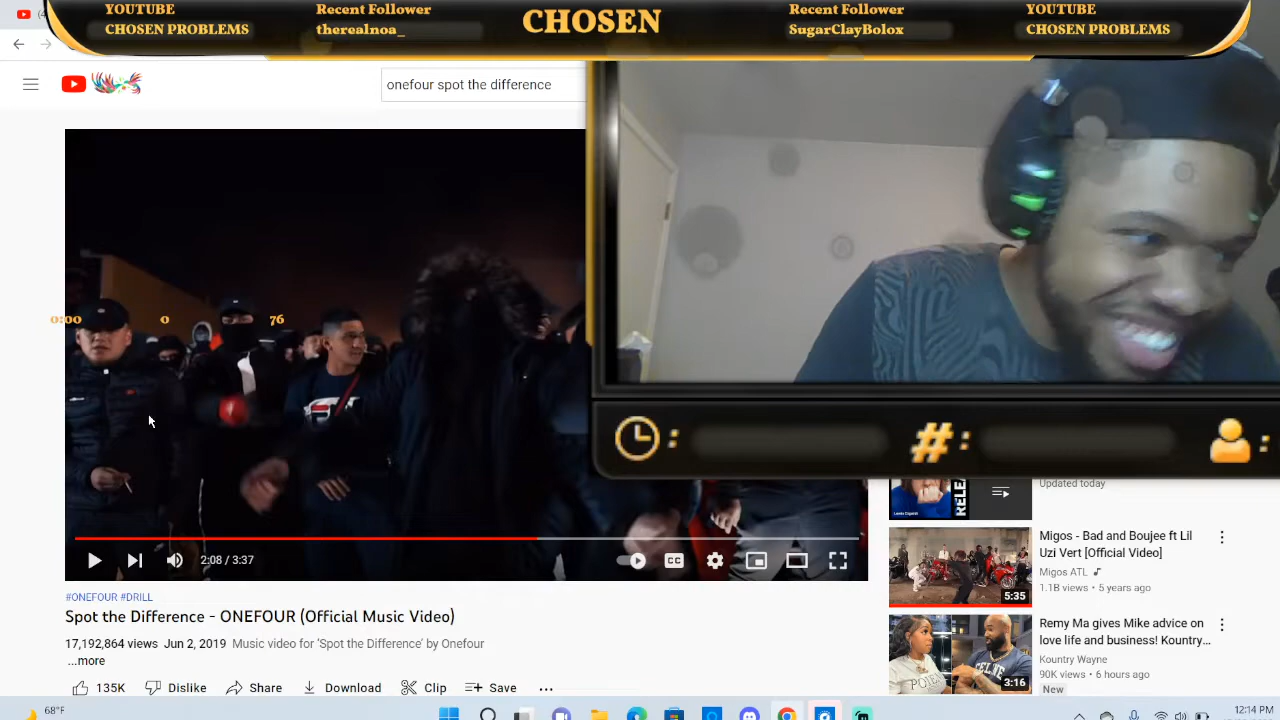 YOUTUBE
CHOSEN PROBLEMS
Recent Follower
therealnoa_
CHOSEN
Recent Follower
SugarClayBolox
YOUTUBE
CHOSEN PROBLEMS
onefour spot the difference
0:00 0 76
FILA
2:08 / 3:37
CC
#ONEFOUR #DRILL
Spot the Difference - ONEFOUR (Official Music Video)
17,192,864 views Jun 2, 2019 Music video for 'Spot the Difference' by Onefour
...more
135K Dislike Share Download Clip Save
# :
Updated today
Migos - Bad and Boujee ft Lil
Uzi Vert [Official Video]
Migos ATL
1.1B views • 5 years ago
5:35
Remy Ma gives Mike advice on
love life and business! Kountry...
Kountry Wayne
90K views • 6 hours ago
New
3:16
68°F
12:14 PM